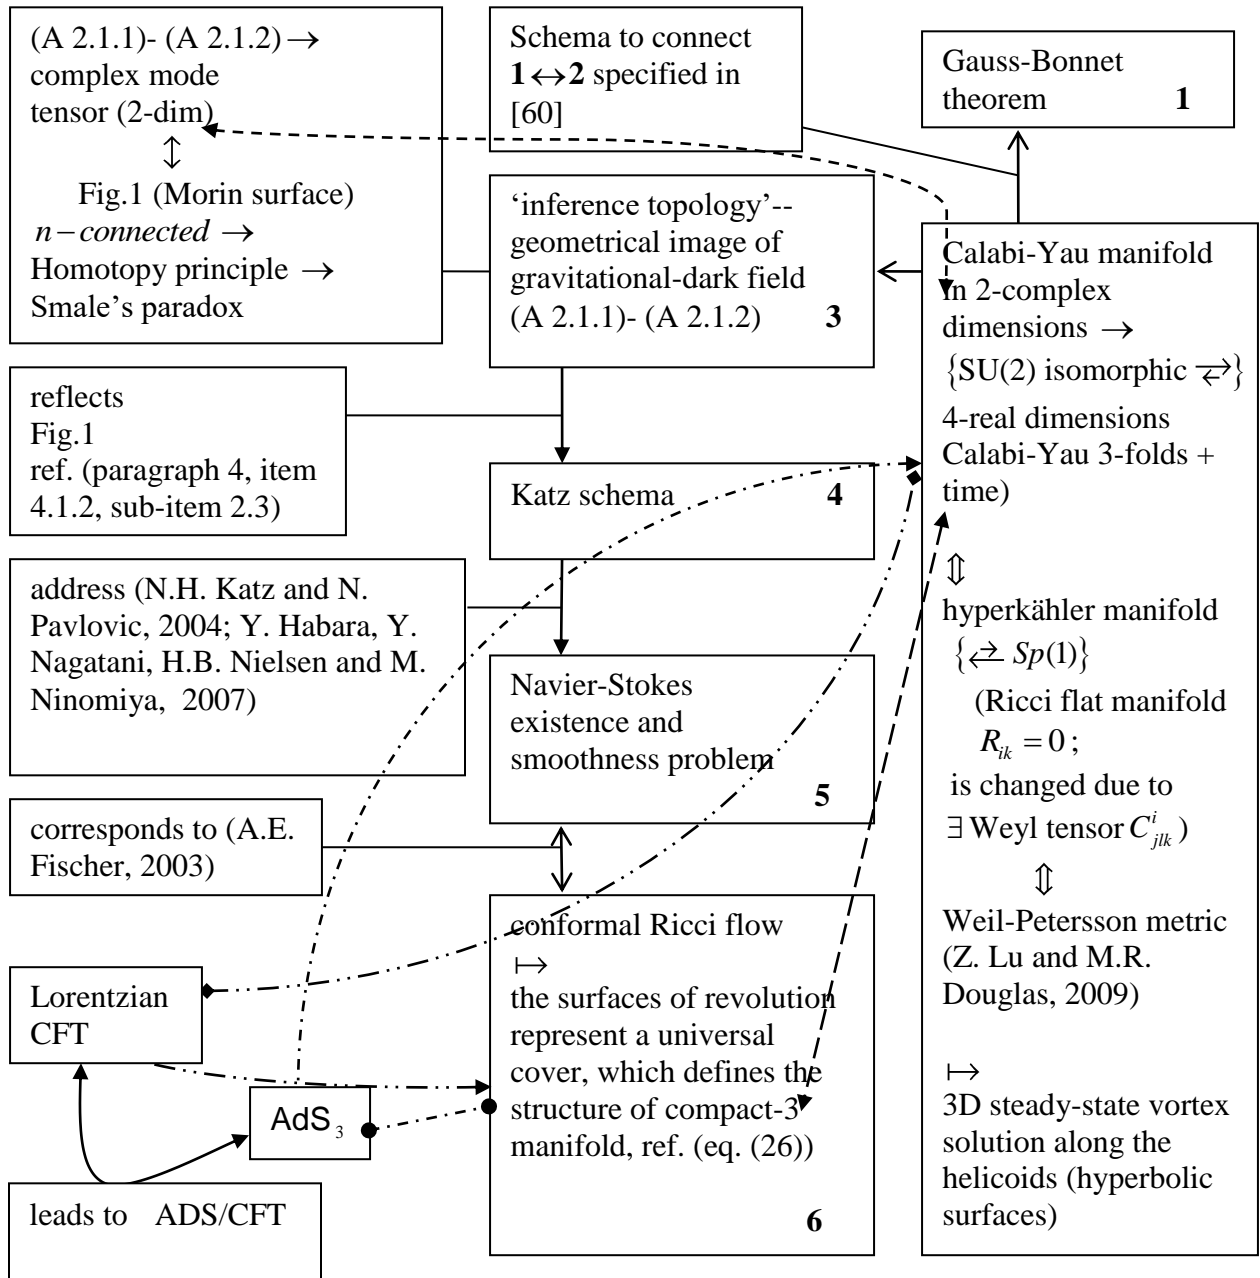 (A 2.1.1)- (A 2.1.2) →
complex mode
tensor (2-dim)
⇕
Fig.1 (Morin surface)
n − connected →
Homotopy principle →
Smale’s paradox
Schema to connect
1↔2 specified in
[60]
Gauss-Bonnet
theorem 1
‘inference topology’--
geometrical image of
gravitational-dark field
(A 2.1.1)- (A 2.1.2) 3
Calabi-Yau manifold
in 2-complex
dimensions →
{SU(2) isomorphic ⇄}
4-real dimensions
Calabi-Yau 3-folds +
time)
⇕
hyperkähler manifold
{⇄ Sp(1)}
(Ricci flat manifold
R_{ik} = 0 ;
is changed due to
∃ Weyl tensor C^{i}_{jlk} )
⇕
Weil-Petersson metric
(Z. Lu and M.R.
Douglas, 2009)
↦
3D steady-state vortex
solution along the
helicoids (hyperbolic
surfaces)
reflects
Fig.1
ref. (paragraph 4, item
4.1.2, sub-item 2.3)
Katz schema 4
address (N.H. Katz and N.
Pavlovic, 2004; Y. Habara, Y.
Nagatani, H.B. Nielsen and M.
Ninomiya, 2007)
Navier-Stokes
existence and
smoothness problem
5
corresponds to (A.E.
Fischer, 2003)
conformal Ricci flow
↦
the surfaces of revolution
represent a universal
cover, which defines the
structure of compact-3
manifold, ref. (eq. (26))
6
Lorentzian
CFT
AdS₃
leads to ADS/CFT